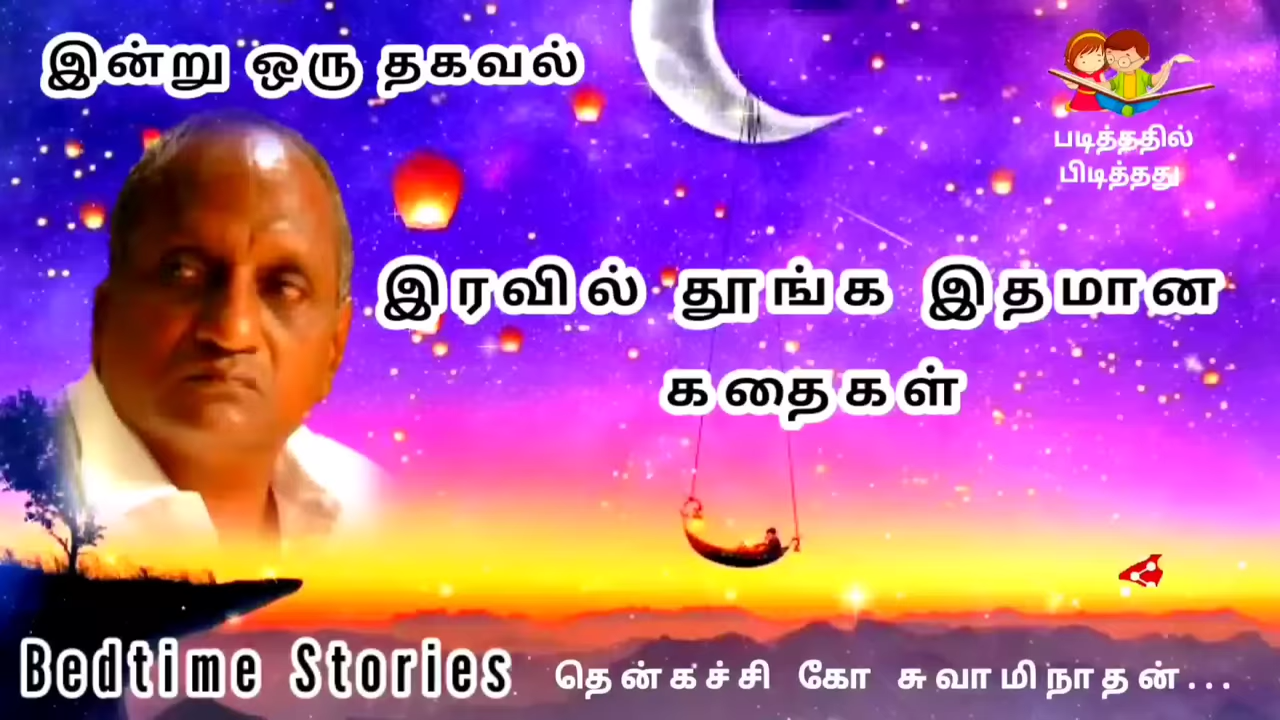 இன்று ஒரு தகவல்
படித்ததில்
பிடித்தது
இரவில் தூங்க இதமான
கதைகள்
Bedtime Stories
தென்கச்சி கோ சுவாமிநாதன்...